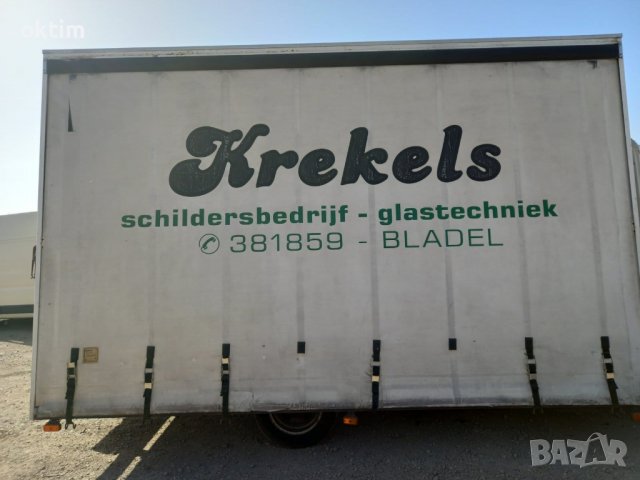 oktim
Krekels
schildersbedrijf - glastechniek
✆ 381859 - BLADEL
BAZAR